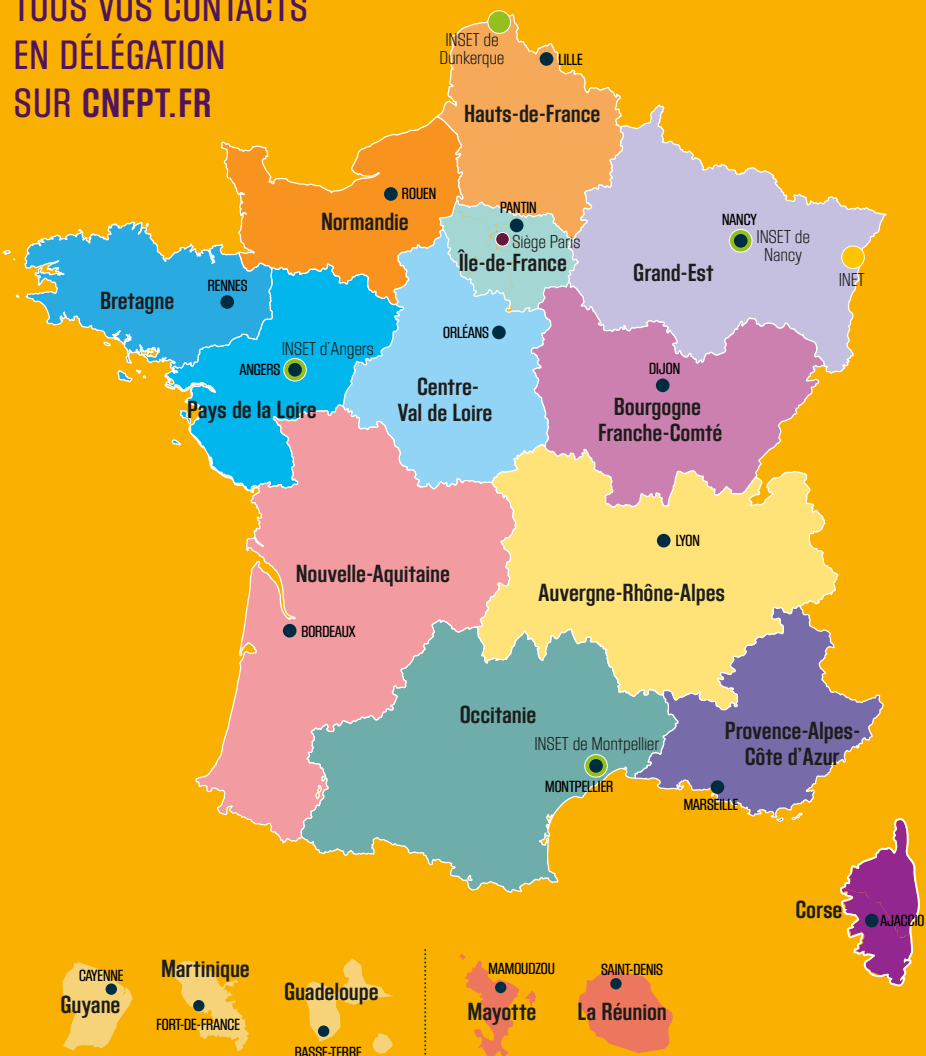 TOUS VOS CONTACTS
EN DÉLÉGATION
SUR CNFPT.FR
INSET de
Dunkerque
LILLE
Hauts-de-France
ROUEN
Normandie
PANTIN
Siège Paris
Île-de-France
NANCY
INSET de
Nancy
Grand-Est
INET
RENNES
Bretagne
ORLÉANS
INSET d'Angers
ANGERS
Pays de la Loire
Centre-
Val de Loire
DIJON
Bourgogne
Franche-Comté
LYON
Auvergne-Rhône-Alpes
Nouvelle-Aquitaine
BORDEAUX
Occitanie
INSET de Montpellier
MONTPELLIER
Provence-Alpes-
Côte d'Azur
MARSEILLE
Corse
AJACCIO
CAYENNE
Guyane
Martinique
FORT-DE-FRANCE
Guadeloupe
BASSE-TERRE
MAMOUDZOU
Mayotte
SAINT-DENIS
La Réunion